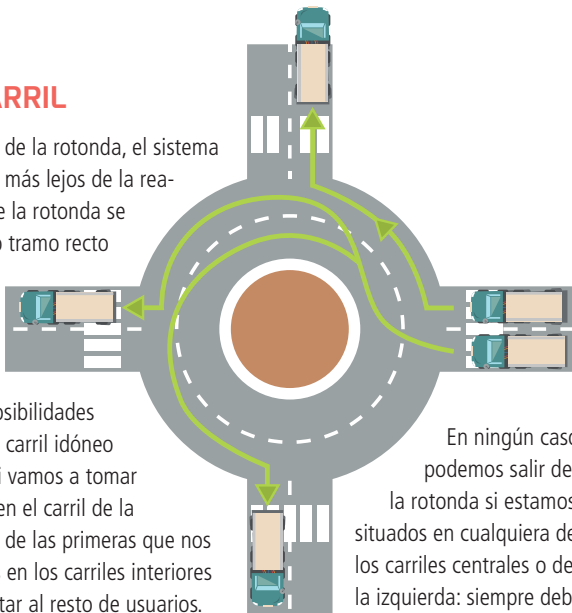 ARRIL
de la rotonda, el sistema
más lejos de la rea-
e la rotonda se
o tramo recto
osibilidades
carril idóneo
i vamos a tomar
en el carril de la
de las primeras que nos
s en los carriles interiores
tar al resto de usuarios.
En ningún caso
podemos salir de
la rotonda si estamos
situados en cualquiera de
los carriles centrales o de
la izquierda: siempre deb